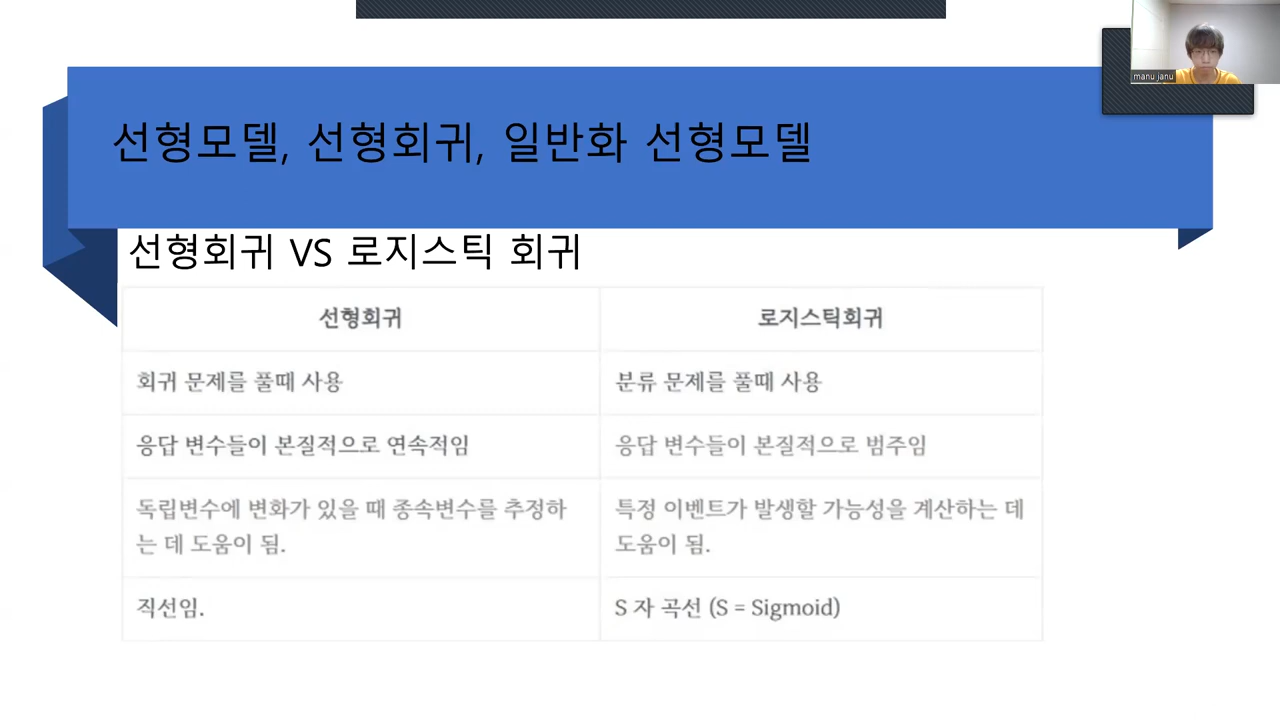 manu janu
선형모델, 선형회귀, 일반화 선형모델
선형회귀 VS 로지스틱 회귀
선형회귀
로지스틱회귀
회귀 문제를 풀때 사용
분류 문제를 풀때 사용
응답 변수들이 본질적으로 연속적임
응답 변수들이 본질적으로 범주임
독립변수에 변화가 있을 때 종속변수를 추정하
는 데 도움이 됨.
특정 이벤트가 발생할 가능성을 계산하는 데
도움이 됨.
직선임.
S 자 곡선 (S = Sigmoid)